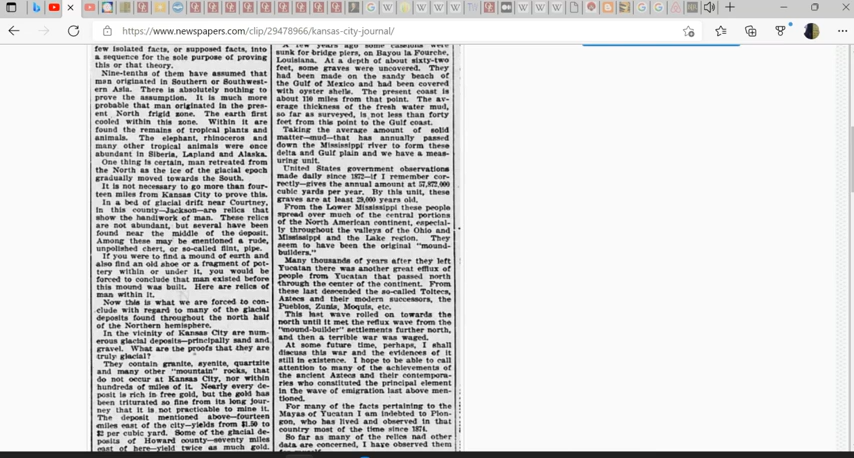 https://www.newspapers.com/clip/29478966/kansas-city-journal/
few isolated facts, or supposed facts, into
a sequence for the sole purpose of proving
this or that theory.
Nine-tenths of them have assumed that
man originated in Southern or Southwest-
ern Asia. There is absolutely nothing to
prove the assumption. It is much more
probable that man originated in the pres-
ent North frigid zone. The earth first
cooled within this zone. Within it are
found the remains of tropical plants and
animals. The elephant, rhinoceros and
many other tropical animals were once
abundant in Siberia, Lapland and Alaska.
One thing is certain, man retreated from
the North as the ice of the glacial epoch
gradually moved towards the South.
It is not necessary to go more than four-
teen miles from Kansas City to prove this.
In a bed of glacial drift near Courtney,
in this county—Jackson—are relics that
show the handiwork of man. These relics
are not abundant, but several have been
found near the middle of the deposit.
Among these may be mentioned a rude,
unpolished chert, or so-called flint, pipe.
If you were to find a mound of earth and
also find an old shoe or a fragment of pot-
tery within or under it, you would be
forced to conclude that man existed before
this mound was built. Here are relics of
man within it.
Now this is what we are forced to con-
clude with regard to many of the glacial
deposits found throughout the north half
of the Northern hemisphere.
In the vicinity of Kansas City are num-
erous glacial deposits—principally sand and
gravel. What are the proofs that they are
truly glacial?
They contain granite, syenite, quartzite
and many other "mountain" rocks, that
do not occur at Kansas City, nor within
hundreds of miles of it. Nearly every de-
posit is rich in free gold, but the gold has
been triturated so fine from its long jour-
ney that it is not practicable to mine it.
The deposit mentioned above—fourteen
miles east of the city—yields from $1.50 to
$2 per cubic yard. Some of the glacial de-
posits of Howard county—seventy miles
east of here—yield twice as much gold.
A few years ago some caissons were
sunk for bridge piers, on Bayou la Fourche,
Louisiana. At a depth of about sixty-two
feet, some graves were uncovered. They
had been made on the sandy beach of
the Gulf of Mexico and had been covered
with oyster shells. The present coast is
about 110 miles from that point. The av-
erage thickness of the fresh water mud,
so far as surveyed, is not less than forty
feet from this point to the Gulf coast.
Taking the average amount of solid
matter—mud—that has annually passed
down the Mississippi river to form these
delta and Gulf plain and we have a meas-
uring unit.
United States government observations
made daily since 1872—if I remember cor-
rectly—gives the annual amount at 57,872,000
cubic yards per year. By this unit, these
graves are at least 29,000 years old.
From the Lower Mississippi these people
spread over much of the central portions
of the North American continent, especial-
ly throughout the valleys of the Ohio and
Mississippi and the Lake region. They
seem to have been the original "mound-
builders."
Many thousands of years after they left
Yucatan there was another great efflux of
people from Yucatan that passed north
through the center of the continent. From
these last descended the so-called Toltecs,
Aztecs and their modern successors, the
Pueblos, Zunis, Moquis, etc.
This last wave rolled on towards the
north until it met the reflux wave from the
"mound-builder" settlements further north,
and then a terrible war was waged.
At some future time, perhaps, I shall
discuss this war and the evidences of it
still in existence. I hope to be able to call
attention to many of the achievements of
the ancient Aztecs and their contempora-
ries who constituted the principal element
in the wave of emigration last above men-
tioned.
For many of the facts pertaining to the
Mayas of Yucatan I am indebted to Plon-
geon, who has lived and observed in that
country most of the time since 1874.
So far as many of the relics nad other
data are concerned, I have observed them